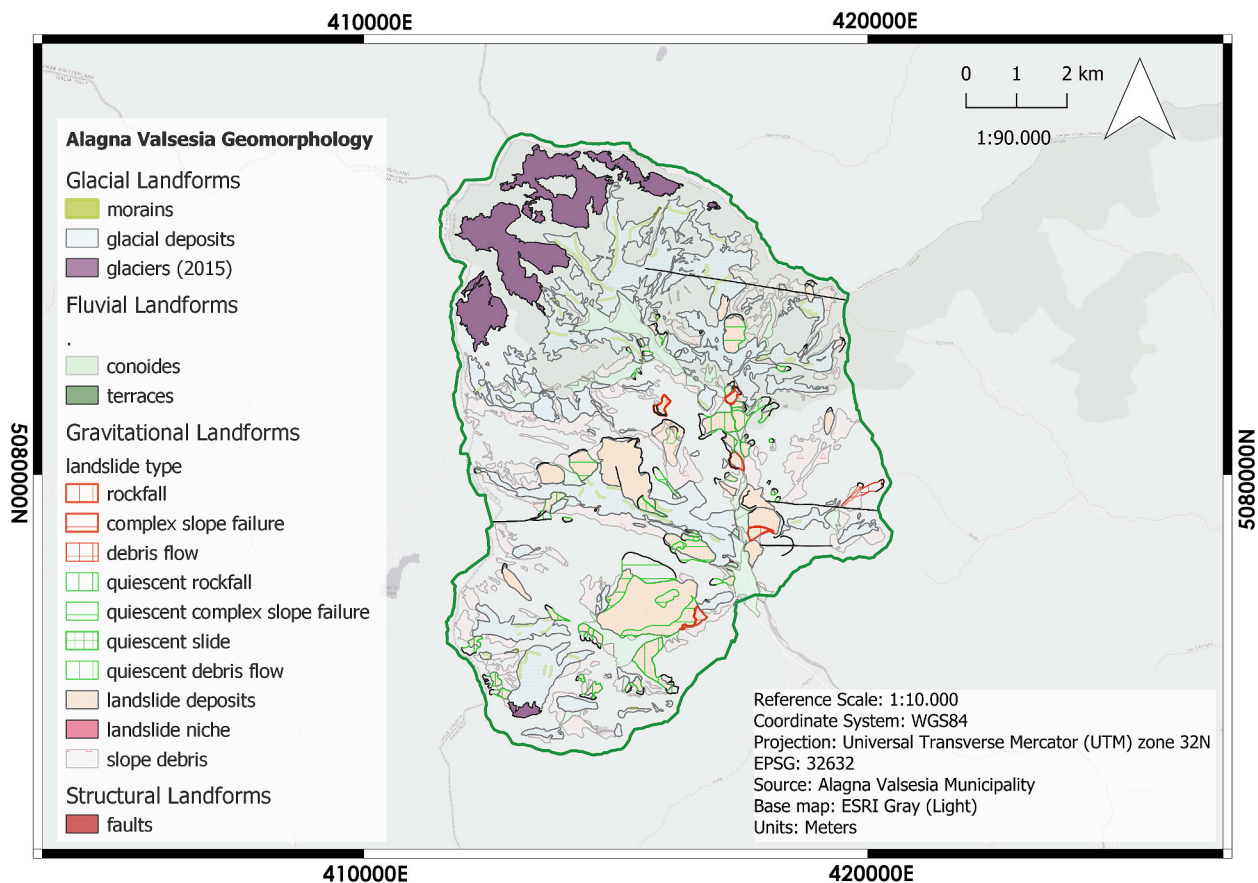 410000E
420000E
0 1 2 km
1:90.000
Alagna Valsesia Geomorphology
Glacial Landforms
morains
glacial deposits
glaciers (2015)
Fluvial Landforms
.
conoides
terraces
Gravitational Landforms
landslide type
rockfall
complex slope failure
debris flow
quiescent rockfall
quiescent complex slope failure
quiescent slide
quiescent debris flow
landslide deposits
landslide niche
slope debris
Structural Landforms
faults
5080000N
5080000N
Reference Scale: 1:10.000
Coordinate System: WGS84
Projection: Universal Transverse Mercator (UTM) zone 32N
EPSG: 32632
Source: Alagna Valsesia Municipality
Base map: ESRI Gray (Light)
Units: Meters
410000E
420000E